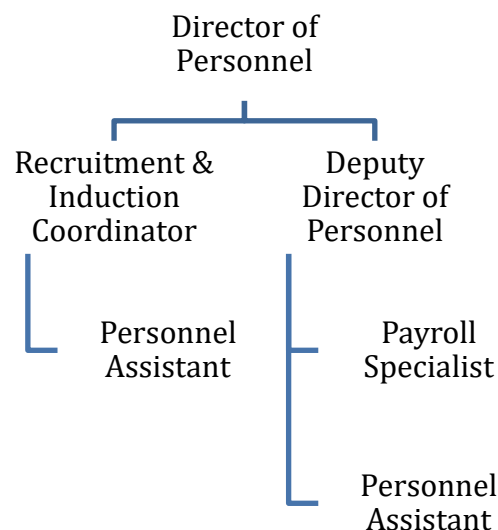 Director of
Personnel
Recruitment &
Induction
Coordinator
Deputy
Director of
Personnel
Personnel
Assistant
Payroll
Specialist
Personnel
Assistant